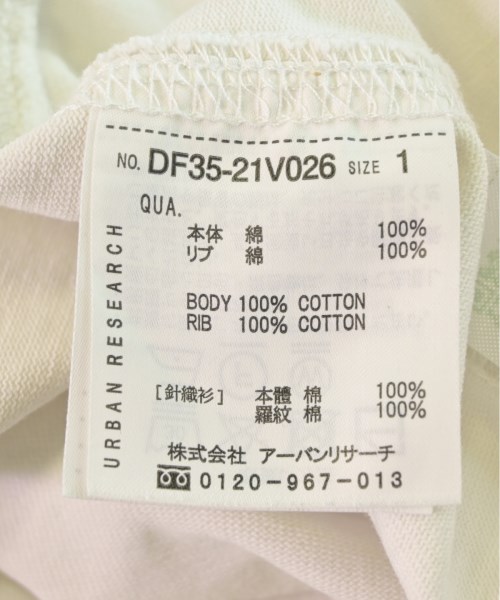 NO. DF35-21V026 SIZE 1
QUA.
本体 綿 100%
リブ 綿 100%
BODY 100% COTTON
RIB 100% COTTON
[針織衫] 本體 棉 100%
羅紋 棉 100%
株式会社 アーバンリサーチ
0120-967-013
URBAN RESEARCH